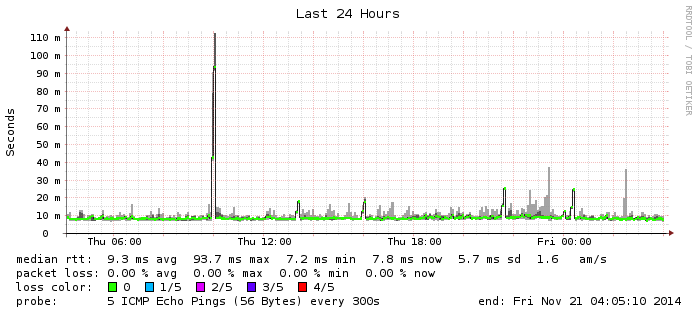 Last 24 Hours
RRDTOOL / TOBI OETIKER
Seconds
110 m
100 m
90 m
80 m
70 m
60 m
50 m
40 m
30 m
20 m
10 m
0
Thu 06:00 Thu 12:00 Thu 18:00 Fri 00:00
median rtt: 9.3 ms avg 93.7 ms max 7.2 ms min 7.8 ms now 5.7 ms sd 1.6 am/s
packet loss: 0.00 % avg 0.00 % max 0.00 % min 0.00 % now
loss color: 0 1/5 2/5 3/5 4/5
probe: 5 ICMP Echo Pings (56 Bytes) every 300s end: Fri Nov 21 04:05:10 2014